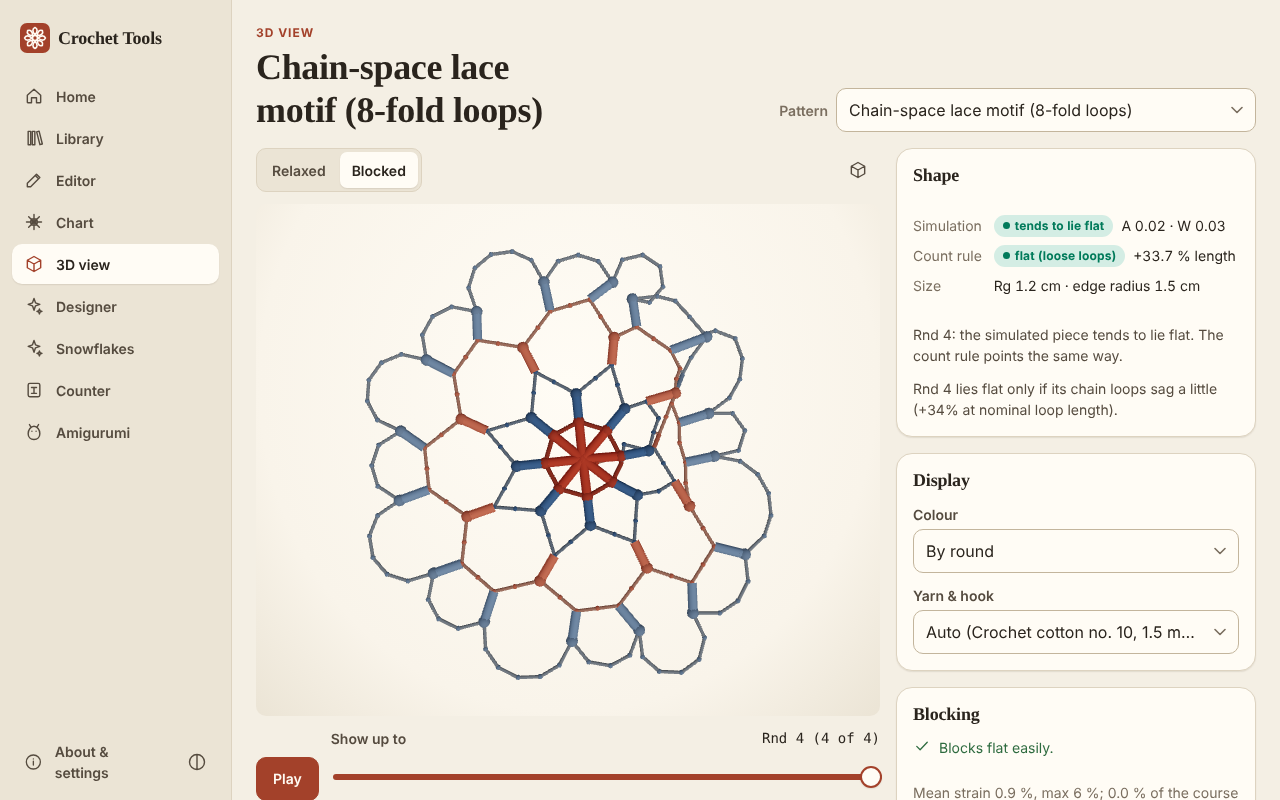 Crochet Tools
Home
Library
Editor
Chart
3D view
Designer
Snowflakes
Counter
Amigurumi
About &
settings
3D VIEW
Chain-space lace
motif (8-fold loops)
Pattern
Chain-space lace motif (8-fold loops)
Relaxed
Blocked
Show up to
Rnd 4 (4 of 4)
Play
Shape
Simulation tends to lie flat A 0.02 · W 0.03
Count rule flat (loose loops) +33.7 % length
Size Rg 1.2 cm · edge radius 1.5 cm
Rnd 4: the simulated piece tends to lie flat. The
count rule points the same way.
Rnd 4 lies flat only if its chain loops sag a little
(+34% at nominal loop length).
Display
Colour
By round
Yarn & hook
Auto (Crochet cotton no. 10, 1.5 m...
Blocking
Blocks flat easily.
Mean strain 0.9 %, max 6 %; 0.0 % of the course